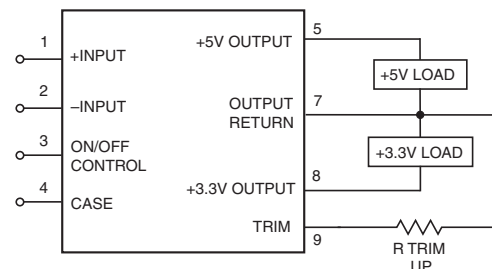 1
+INPUT
2
–INPUT
3
ON/OFF
CONTROL
4
CASE
+5V OUTPUT
5
OUTPUT
RETURN
7
+3.3V OUTPUT
8
TRIM
9
+5V LOAD
+3.3V LOAD
R TRIM
UP